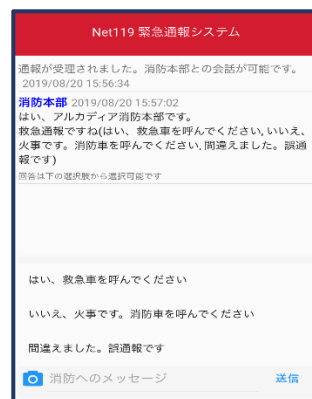 Net119 緊急通報システム
通報が受理されました。消防本部との会話が可能です。
2019/08/20 15:56:34
消防本部 2019/08/20 15:57:02
はい、アルカディア消防本部です。
救急通報ですね(はい、救急車を呼んでください, いいえ、
火事です。消防車を呼んでください, 間違えました。誤通
報です)
回答は下の選択肢から選択可能です
はい、救急車を呼んでください
いいえ、火事です。消防車を呼んでください
間違えました。誤通報です
消防へのメッセージ 送信